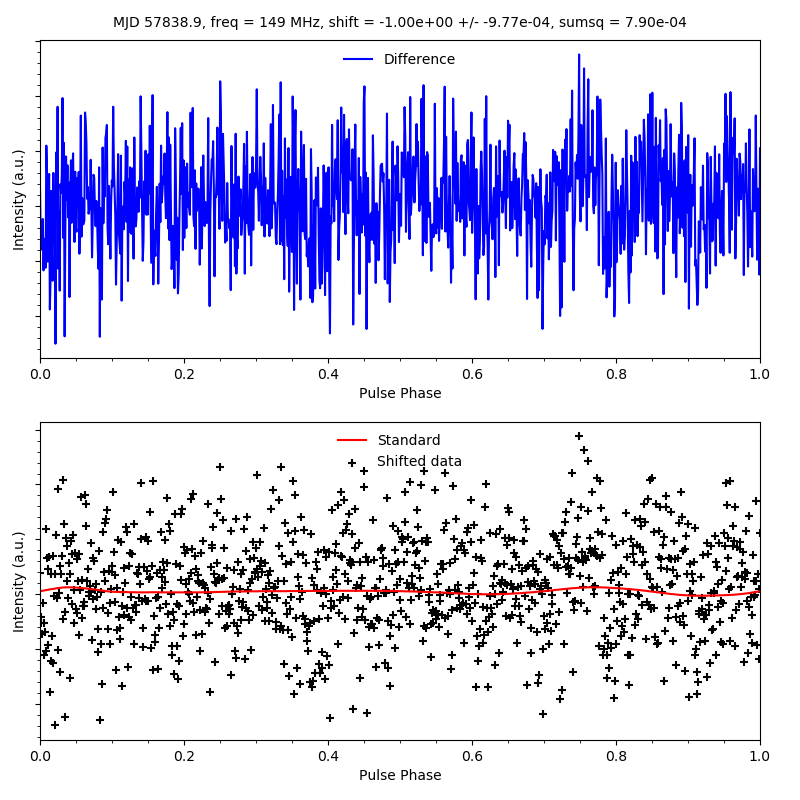 MJD 57838.9, freq = 149 MHz, shift = -1.00e+00 +/- -9.77e-04, sumsq = 7.90e-04
Difference
Intensity (a.u.)
0.0 0.2 0.4 0.6 0.8 1.0
Pulse Phase
Standard
Shifted data
Intensity (a.u.)
0.0 0.2 0.4 0.6 0.8 1.0
Pulse Phase